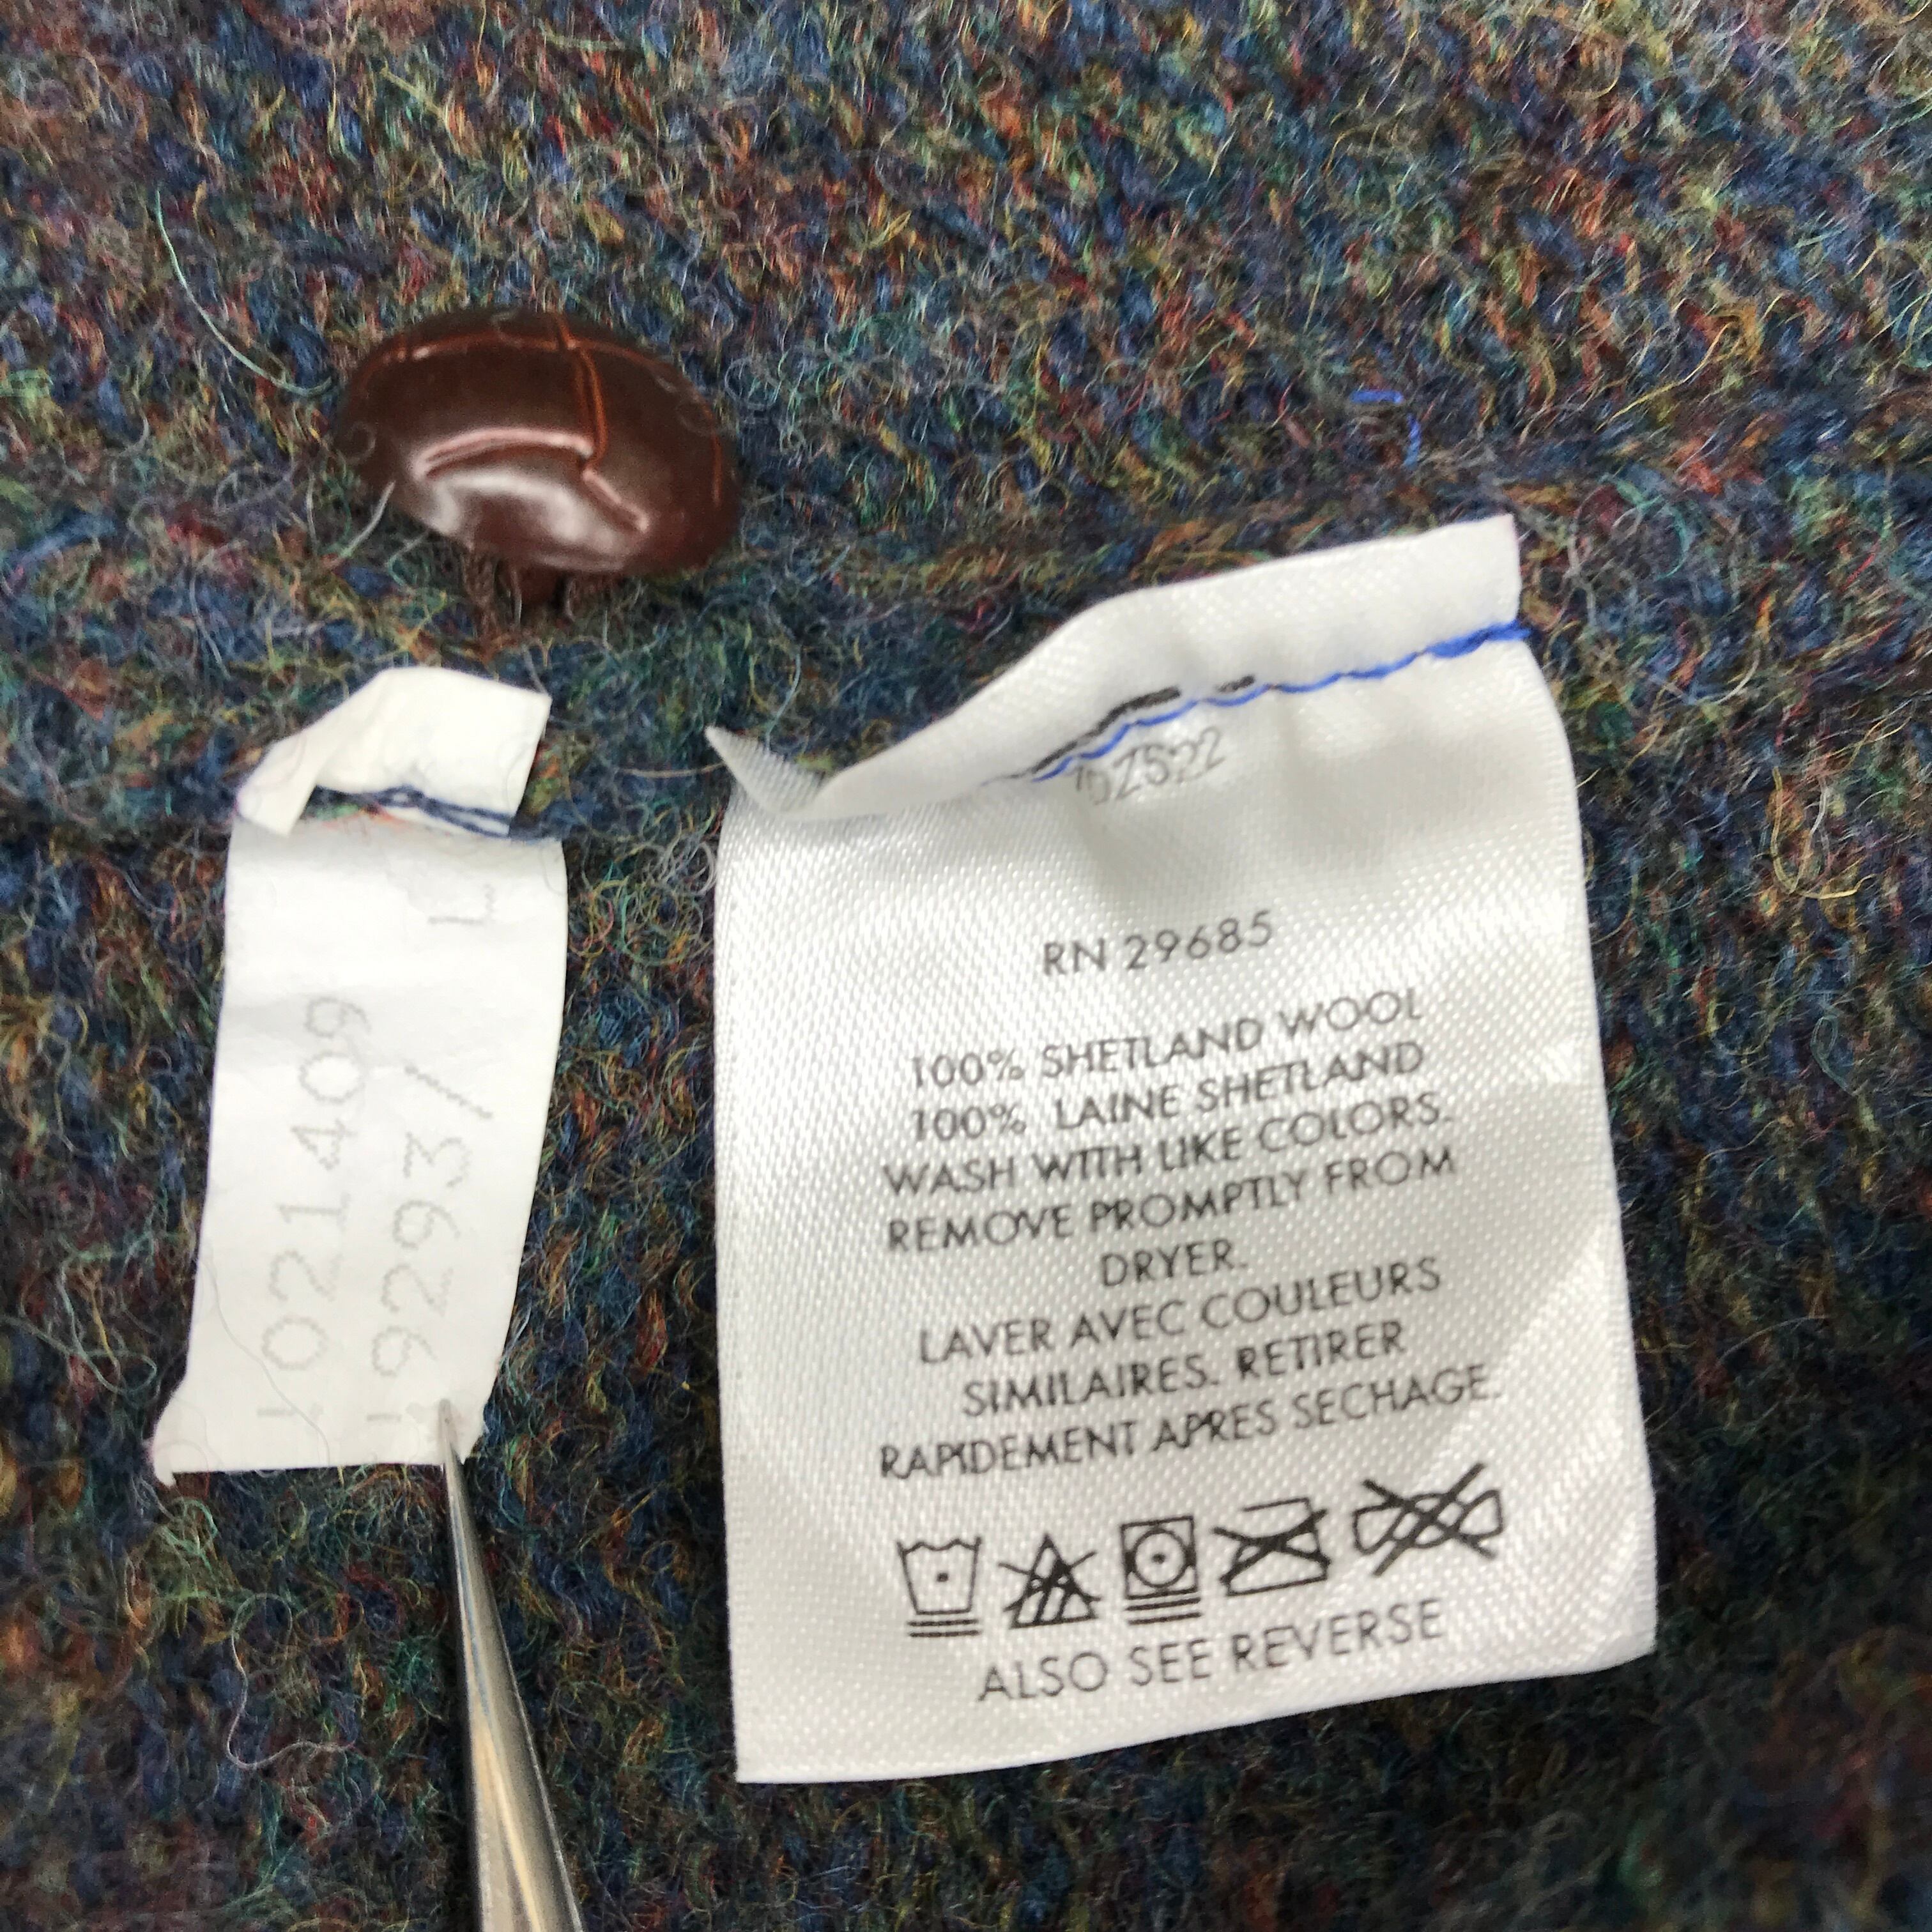 L
1021409
19293/
RN 29685
100% SHETLAND WOOL
100% LAINE SHETLAND
WASH WITH LIKE COLORS.
REMOVE PROMPTLY FROM
DRYER.
LAVER AVEC COULEURS
SIMILAIRES. RETIRER
RAPIDEMENT APRES SECHAGE.
ALSO SEE REVERSE